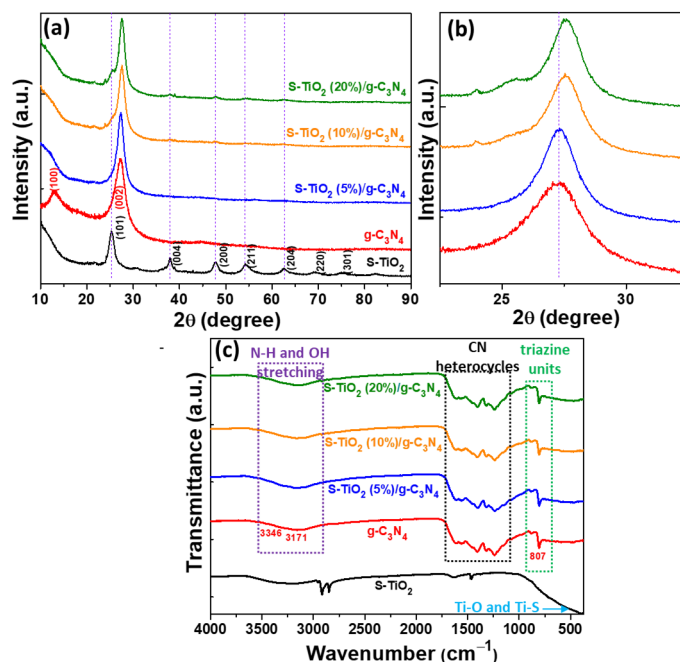 (a)
Intensity (a.u.)
S-TiO2 (20%)/g-C3N4
S-TiO2 (10%)/g-C3N4
S-TiO2 (5%)/g-C3N4
g-C3N4
S-TiO2
(100)
(002)
(101)
(004)
(200)
(211)
(204)
(220)
(301)
10 20 30 40 50 60 70 80 90
2θ (degree)
(b)
Intensity (a.u.)
27 32
2θ (degree)
(c)
N-H and OH
stretching
CN
heterocycles
triazine
units
Transmittance (a.u.)
S-TiO2 (20%)/g-C3N4
S-TiO2 (10%)/g-C3N4
S-TiO2 (5%)/g-C3N4
3346 3171
g-C3N4
807
S-TiO2
Ti-O and Ti-S
4000 3500 3000 2500 2000 1500 1000 500
Wavenumber (cm−1)